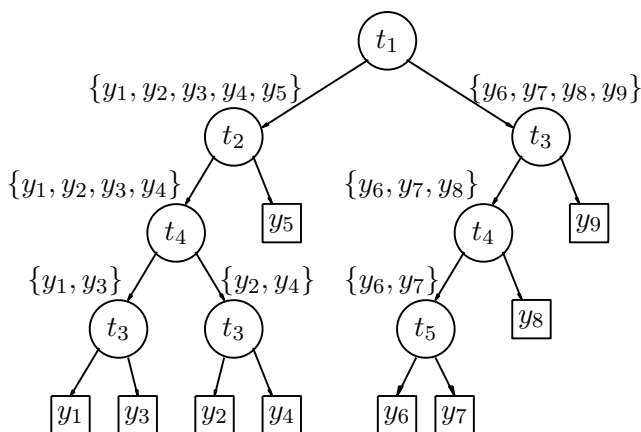 t₁
{y₁, y₂, y₃, y₄, y₅} {y₆, y₇, y₈, y₉}
t₂ t₃
{y₁, y₂, y₃, y₄} {y₆, y₇, y₈}
t₄ y₅ t₄ y₉
{y₁, y₃} {y₂, y₄} {y₆, y₇}
t₃ t₃ t₅ y₈
y₁ y₃ y₂ y₄ y₆ y₇